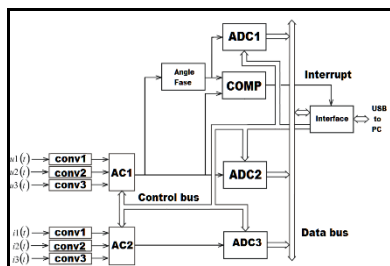 ADC1
Angle
Fase
COMP
Interrupt
Interface
USB
to
PC
u1(t)
conv1
u2(t)
conv2
u3(t)
conv3
AC1
ADC2
Control bus
i1(t)
conv1
i2(t)
conv2
i3(t)
conv3
AC2
ADC3
Data bus